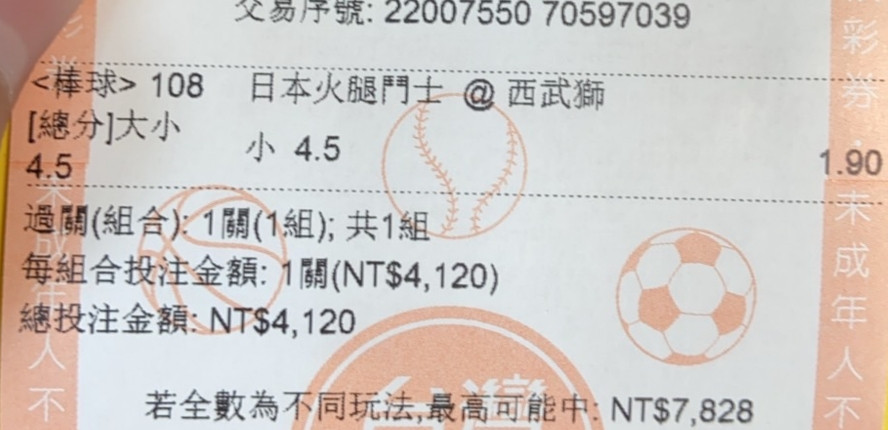 交易序號: 22007550 70597039
<棒球> 108 日本火腿鬥士 @ 西武獅
[總分]大小
4.5 小 4.5 1.90
過關(組合): 1關(1組); 共1組
每組合投注金額: 1關(NT$4,120)
總投注金額: NT$4,120
若全數為不同玩法,最高可能中: NT$7,828
台灣
彩券.未成年人不
未成年人不